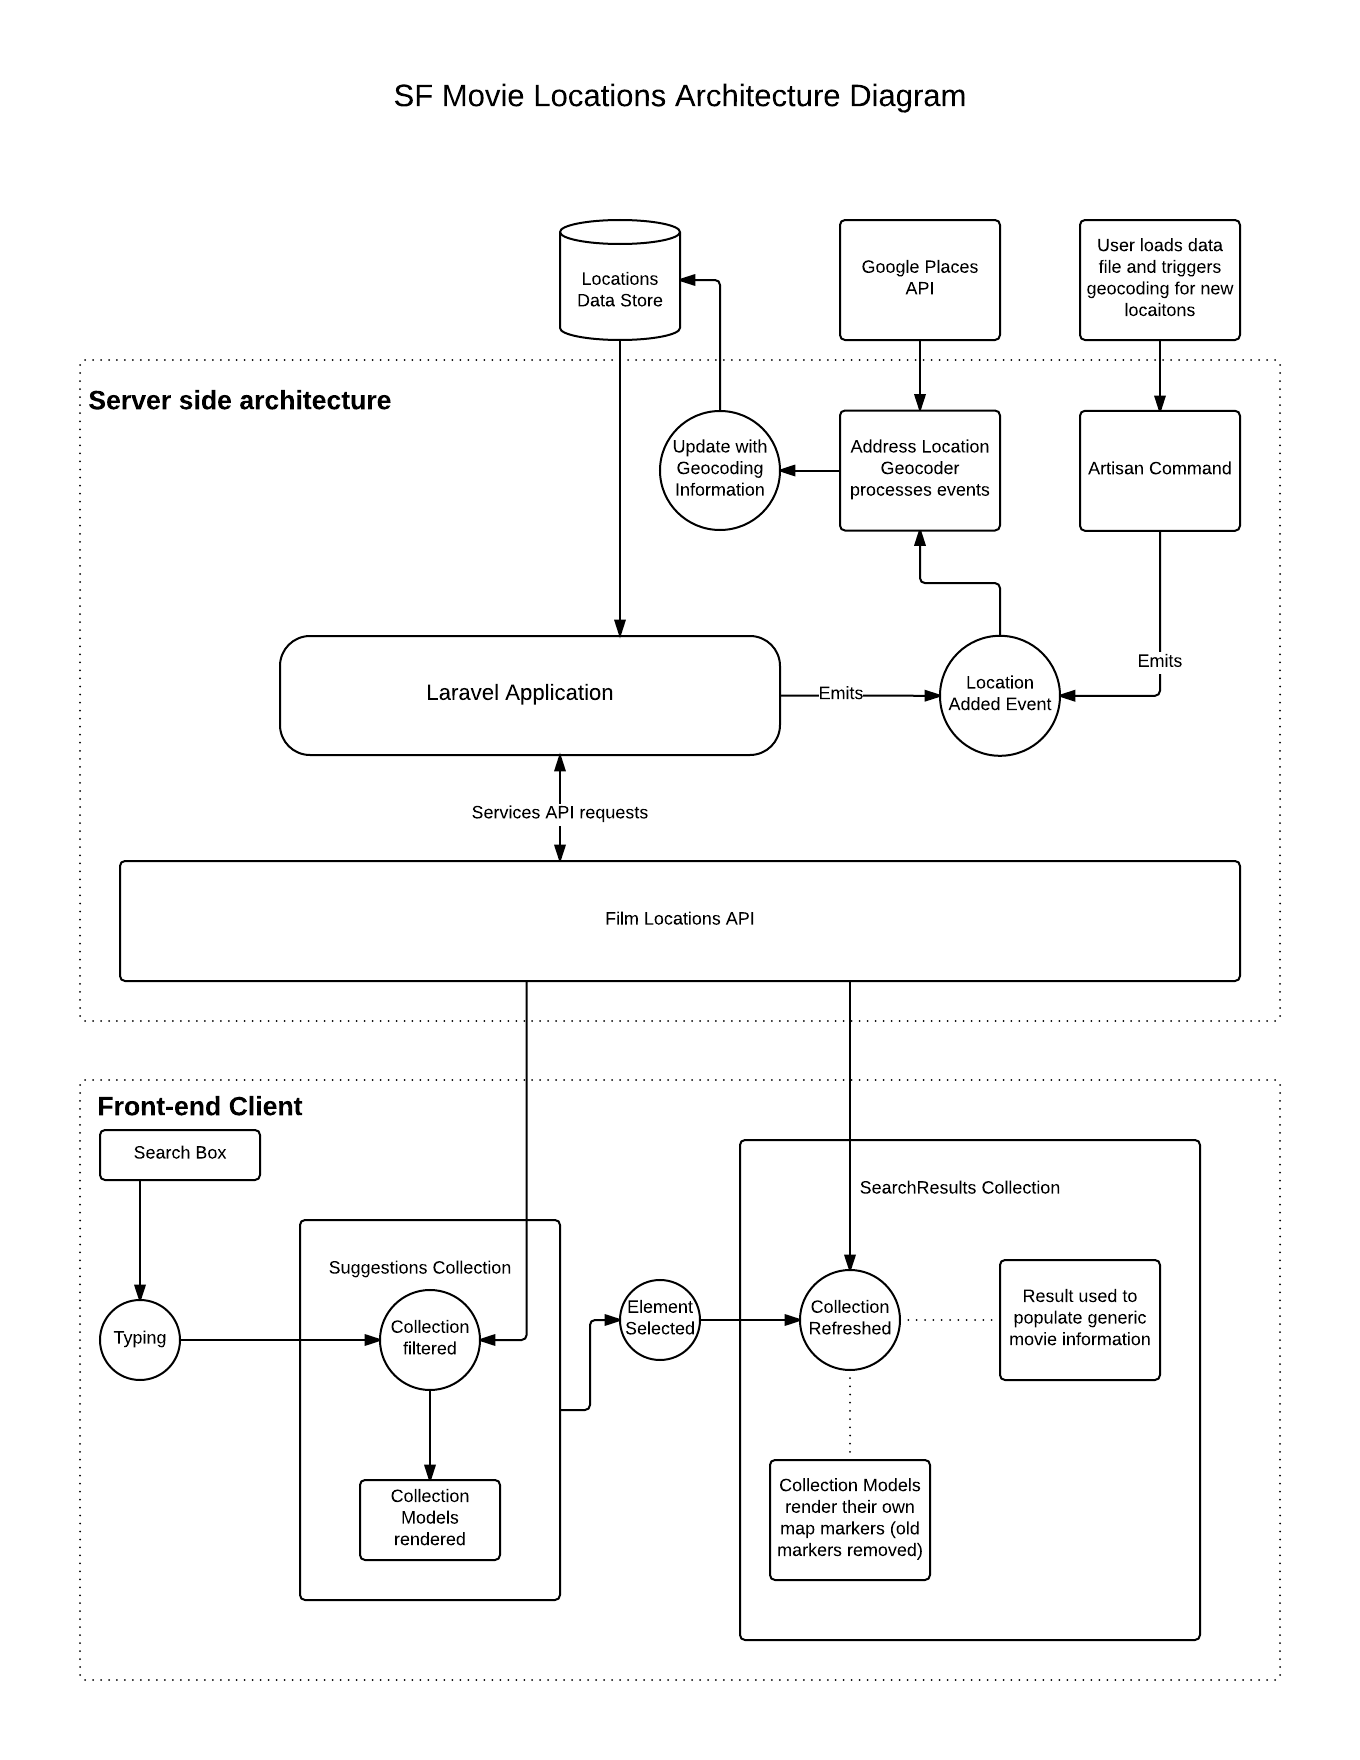 SF Movie Locations Architecture Diagram
Locations
Data Store
Google Places
API
User loads data
file and triggers
geocoding for new
locaitons
Server side architecture
Update with
Geocoding
Information
Address Location
Geocoder
processes events
Artisan Command
Emits
Laravel Application
Emits
Location
Added Event
Services API requests
Film Locations API
Front-end Client
Search Box
SearchResults Collection
Suggestions Collection
Typing
Collection
filtered
Element
Selected
Collection
Refreshed
Result used to
populate generic
movie information
Collection
Models
rendered
Collection Models
render their own
map markers (old
markers removed)